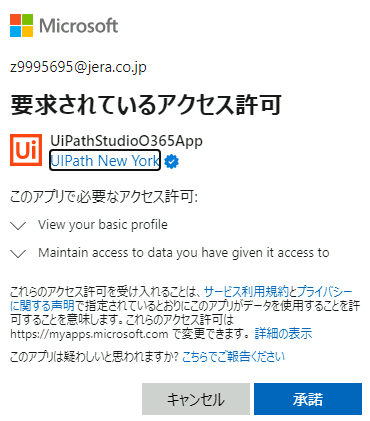 Microsoft
z9995695@jera.co.jp
要求されているアクセス許可
Ui
UiPathStudioO365App
UIPath New York
このアプリで必要なアクセス許可:
View your basic profile
Maintain access to data you have given it access to
これらのアクセス許可を受け入れることは、サービス利用規約とプライバシー
に関する声明で指定されているとおりにこのアプリがデータを使用することを許
可することを意味します。これらのアクセス許可は
https://myapps.microsoft.com で変更できます。 詳細の表示
このアプリは疑わしいと思われますか? こちらでご報告ください
キャンセル
承諾